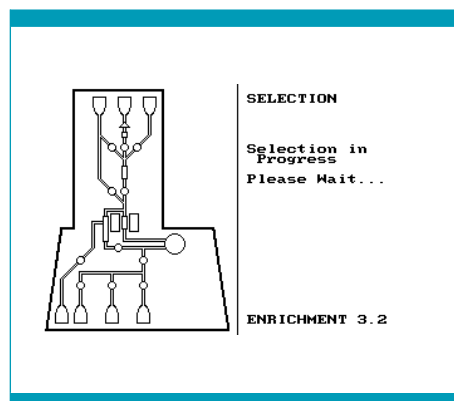 SELECTION
Selection in
Progress
Please Wait...
ENRICHMENT 3.2